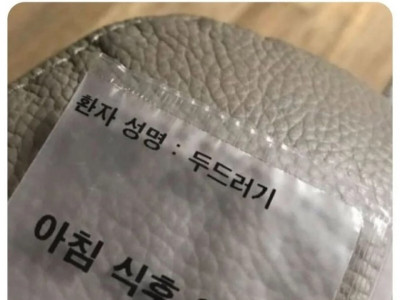 환자 성명 : 두드러기
아침 식후